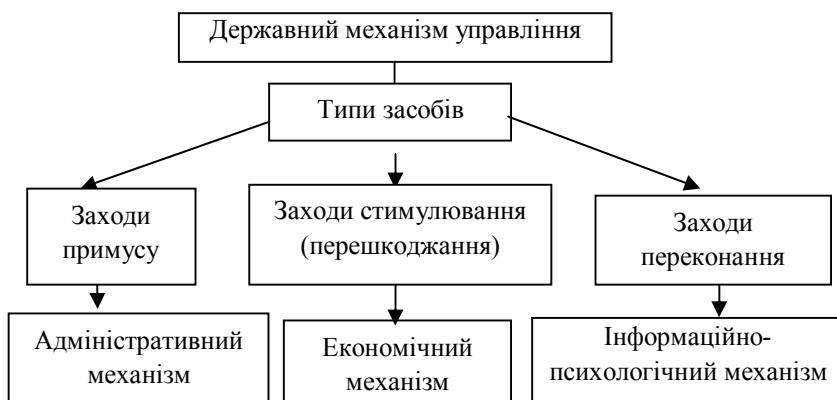 Державний механізм управління
Типи засобів
Заходи
примусу
Заходи стимулювання
(перешкоджання)
Заходи
переконання
Адміністративний
механізм
Економічний
механізм
Інформаційно-
психологічний механізм